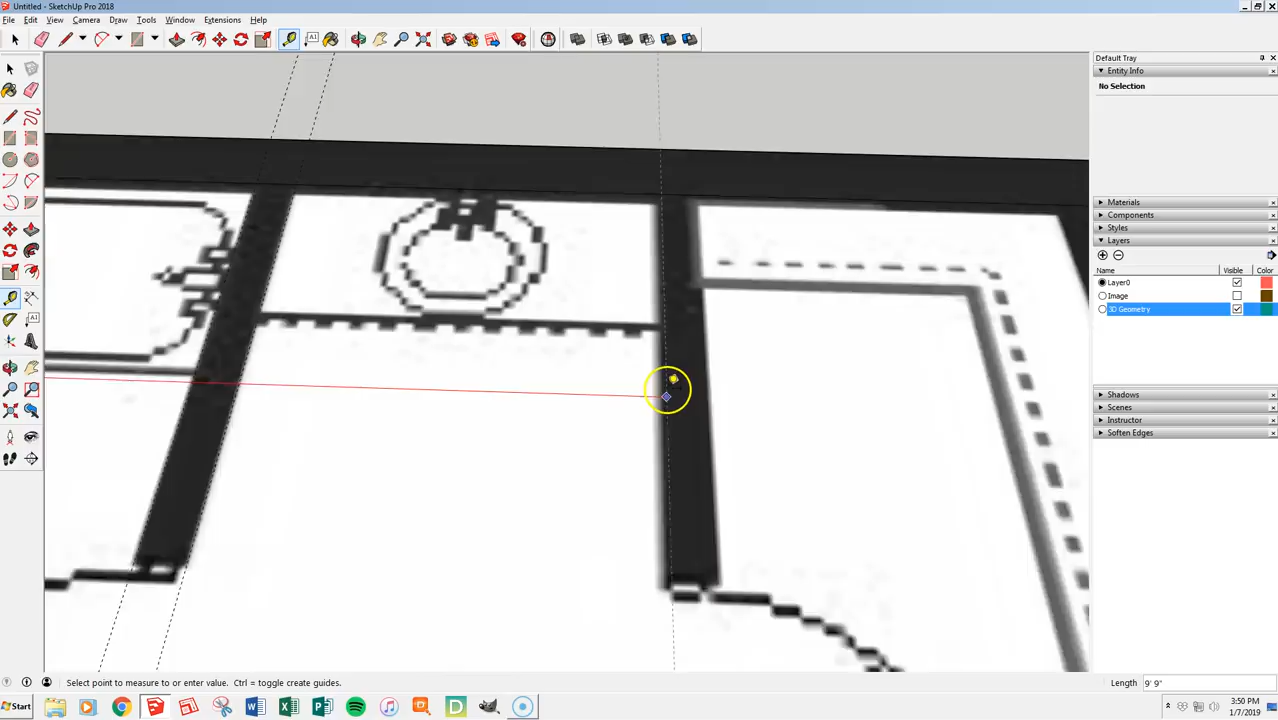 Untitled - SketchUp Pro 2018
File Edit View Camera Draw Tools Window Extensions Help
Default Tray
Entity Info
No Selection
Materials
Components
Styles
Layers
Name Visible Color
Layer0
Image
3D Geometry
Shadows
Scenes
Instructor
Soften Edges
Select point to measure to or enter value. Ctrl = toggle create guides.
Length 9' 9"
Start
3:50 PM
1/7/2019